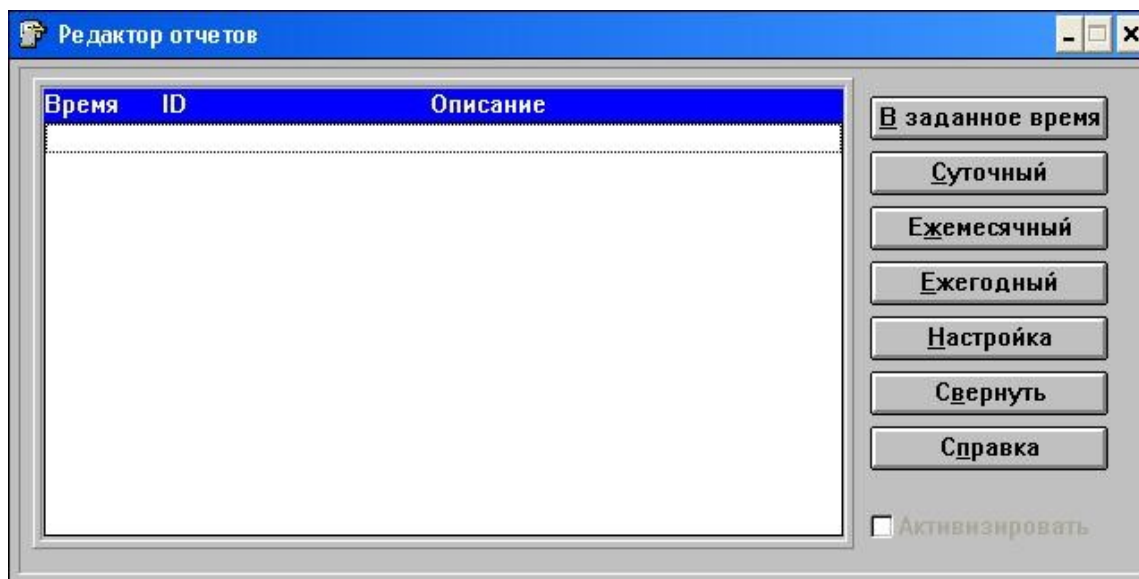 Редактор отчетов
Время ID Описание
В заданное время
Суточный
Ежемесячный
Ежегодный
Настройка
Свернуть
Справка
Активизировать